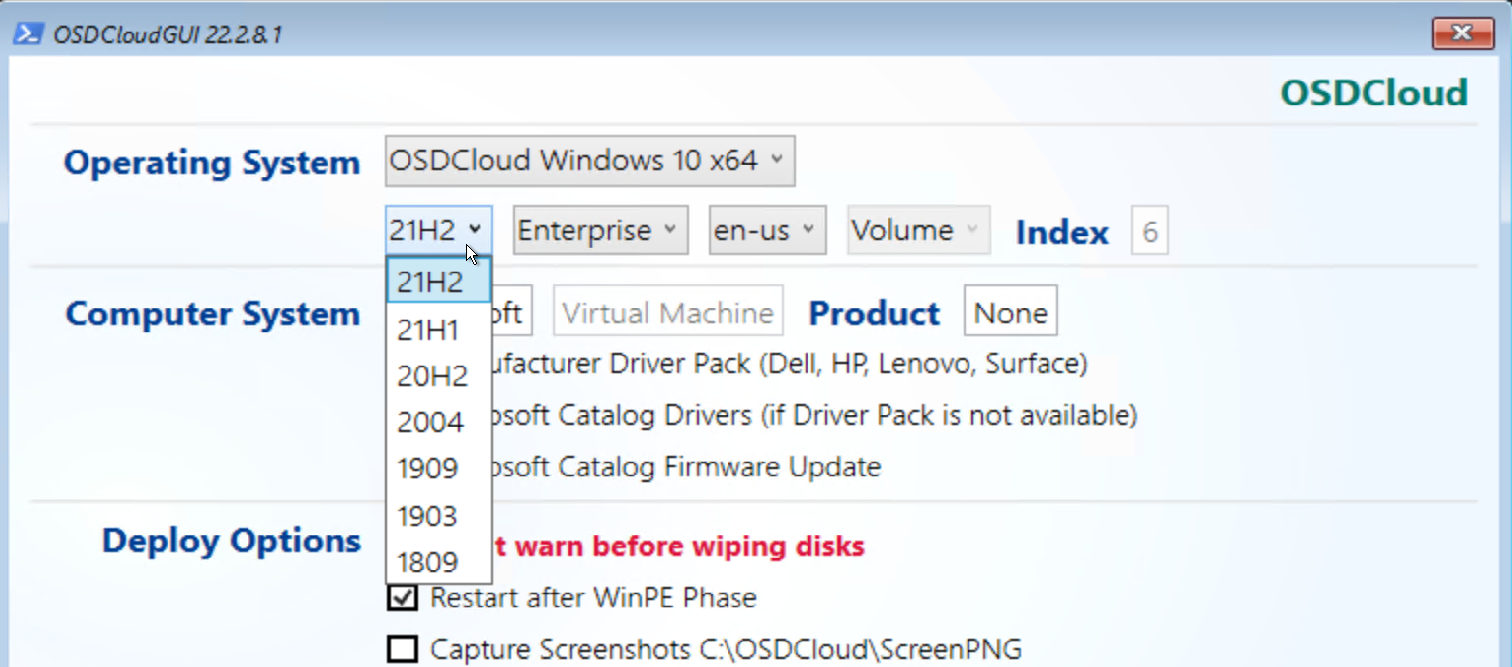 OSDCloudGUI 22.2.8.1
OSDCloud
Operating System OSDCloud Windows 10 x64
21H2 Enterprise en-us Volume Index 6
21H2
21H1
20H2
2004
1909
1903
1809
Computer System oft Virtual Machine Product None
ufacturer Driver Pack (Dell, HP, Lenovo, Surface)
osoft Catalog Drivers (if Driver Pack is not available)
osoft Catalog Firmware Update
Deploy Options t warn before wiping disks
Restart after WinPE Phase
Capture Screenshots C:\OSDCloud\ScreenPNG